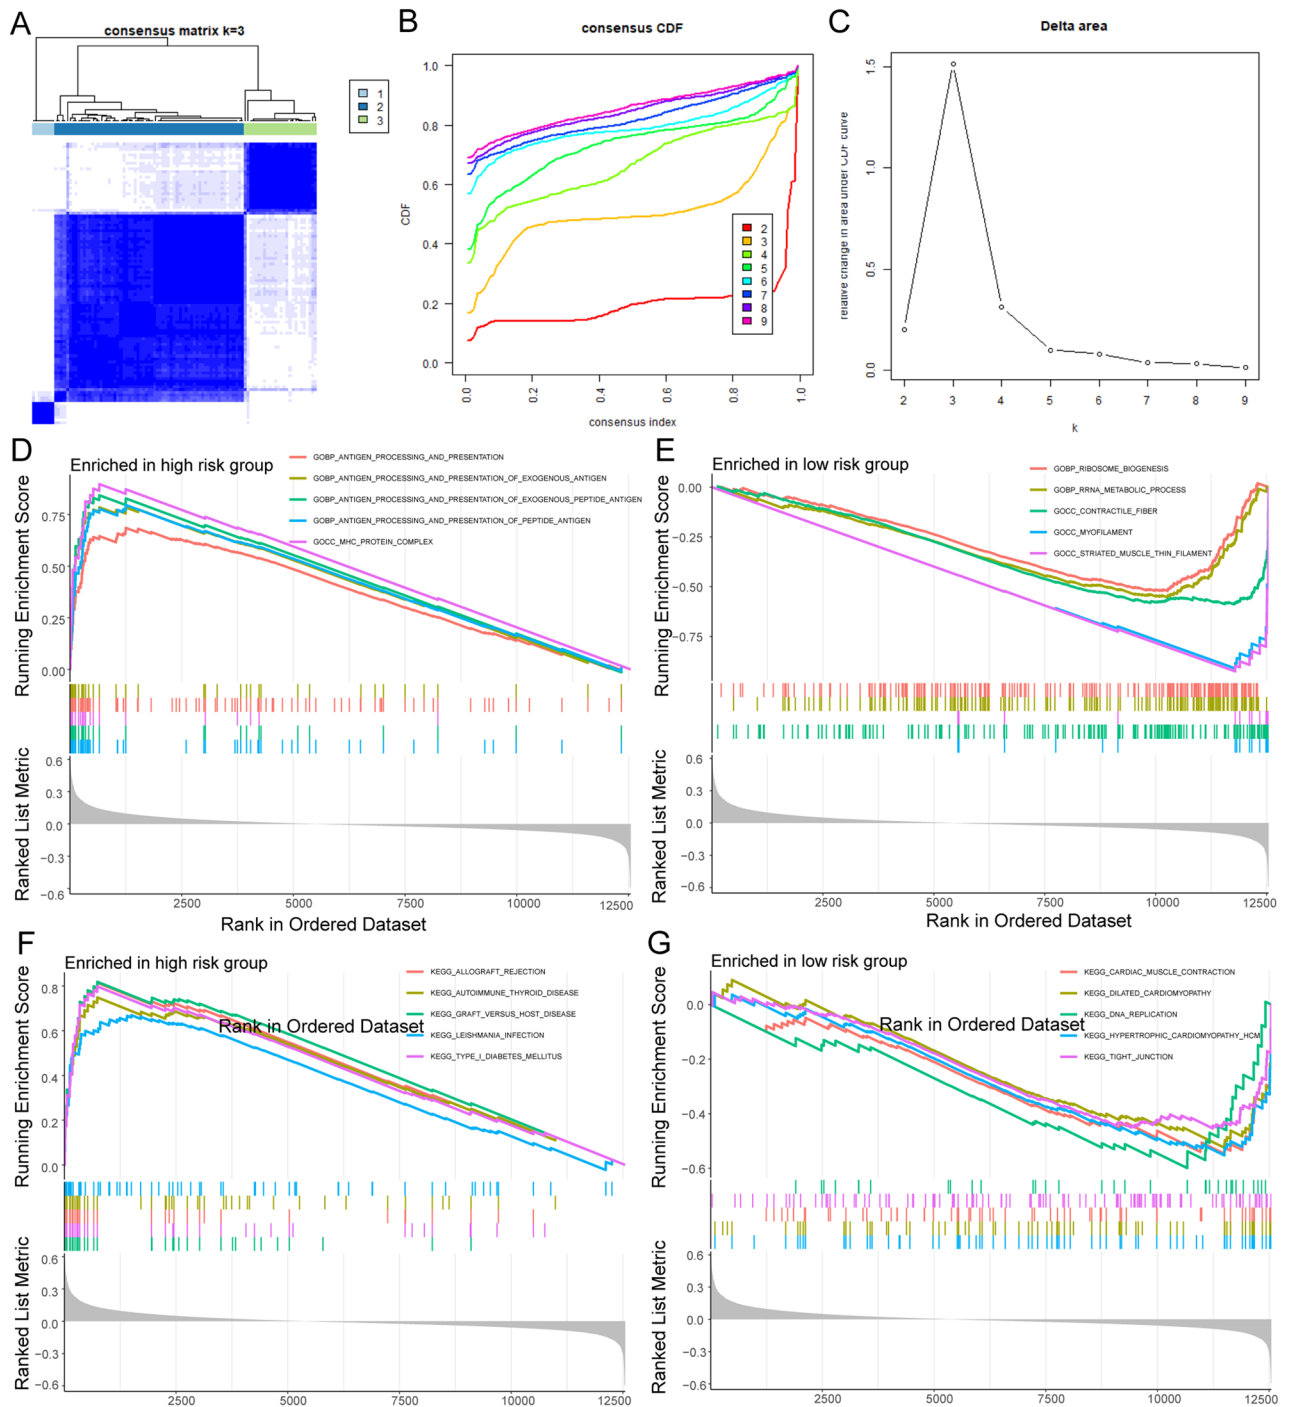 A
consensus matrix k=3
1
2
3
B
consensus CDF
CDF
1.0
0.8
0.6
0.4
0.2
0.0
2
3
4
5
6
7
8
9
0.0
0.2
0.4
0.6
0.8
1.0
consensus index
C
Delta area
relative change in area under CDF curve
1.5
1.0
0.5
0.0
2 3 4 5 6 7 8 9
k
D
Enriched in high risk group
GOBP_ANTIGEN_PROCESSING_AND_PRESENTATION
GOBP_ANTIGEN_PROCESSING_AND_PRESENTATION_OF_EXOGENOUS_ANTIGEN
GOBP_ANTIGEN_PROCESSING_AND_PRESENTATION_OF_EXOGENOUS_PEPTIDE_ANTIGEN
GOBP_ANTIGEN_PROCESSING_AND_PRESENTATION_OF_PEPTIDE_ANTIGEN
GOCC_MHC_PROTEIN_COMPLEX
Running Enrichment Score
0.75
0.50
0.25
0.00
Ranked List Metric
0.6
0.3
0.0
−0.3
−0.6
2500 5000 7500 10000 12500
Rank in Ordered Dataset
E
Enriched in low risk group
GOBP_RIBOSOME_BIOGENESIS
GOBP_RRNA_METABOLIC_PROCESS
GOCC_CONTRACTILE_FIBER
GOCC_MYOFILAMENT
GOCC_STRIATED_MUSCLE_THIN_FILAMENT
Running Enrichment Score
0.00
−0.25
−0.50
−0.75
Ranked List Metric
0.6
0.3
0.0
−0.3
−0.6
2500 5000 7500 10000 12500
Rank in Ordered Dataset
F
Enriched in high risk group
KEGG_ALLOGRAFT_REJECTION
KEGG_AUTOIMMUNE_THYROID_DISEASE
KEGG_GRAFT_VERSUS_HOST_DISEASE
KEGG_LEISHMANIA_INFECTION
KEGG_TYPE_I_DIABETES_MELLITUS
Rank in Ordered Dataset
Running Enrichment Score
0.8
0.6
0.4
0.2
0.0
Ranked List Metric
0.6
0.3
0.0
−0.3
−0.6
2500 5000 7500 10000 12500
G
Enriched in low risk group
KEGG_CARDIAC_MUSCLE_CONTRACTION
KEGG_DILATED_CARDIOMYOPATHY
KEGG_DNA_REPLICATION
KEGG_HYPERTROPHIC_CARDIOMYOPATHY_HCM
KEGG_TIGHT_JUNCTION
Rank in Ordered Dataset
Running Enrichment Score
0.0
−0.2
−0.4
−0.6
Ranked List Metric
0.6
0.3
0.0
−0.3
−0.6
2500 5000 7500 10000 12500